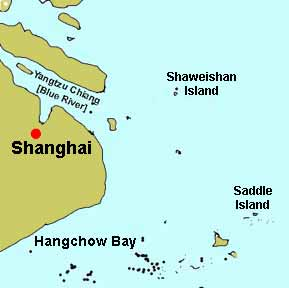 Yangtzu Chiang
[Blue River]
Shaweishan
Island
Shanghai
Saddle
Island
Hangchow Bay